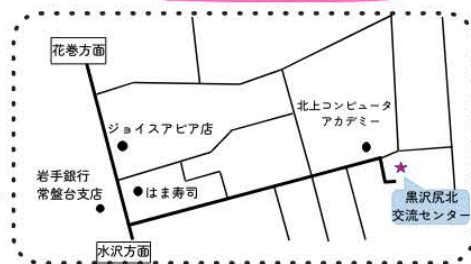 花巻方面
ジョイスアピア店
北上コンピュータ
アカデミー
岩手銀行
常盤台支店
はま寿司
黒沢尻北
交流センター
水沢方面